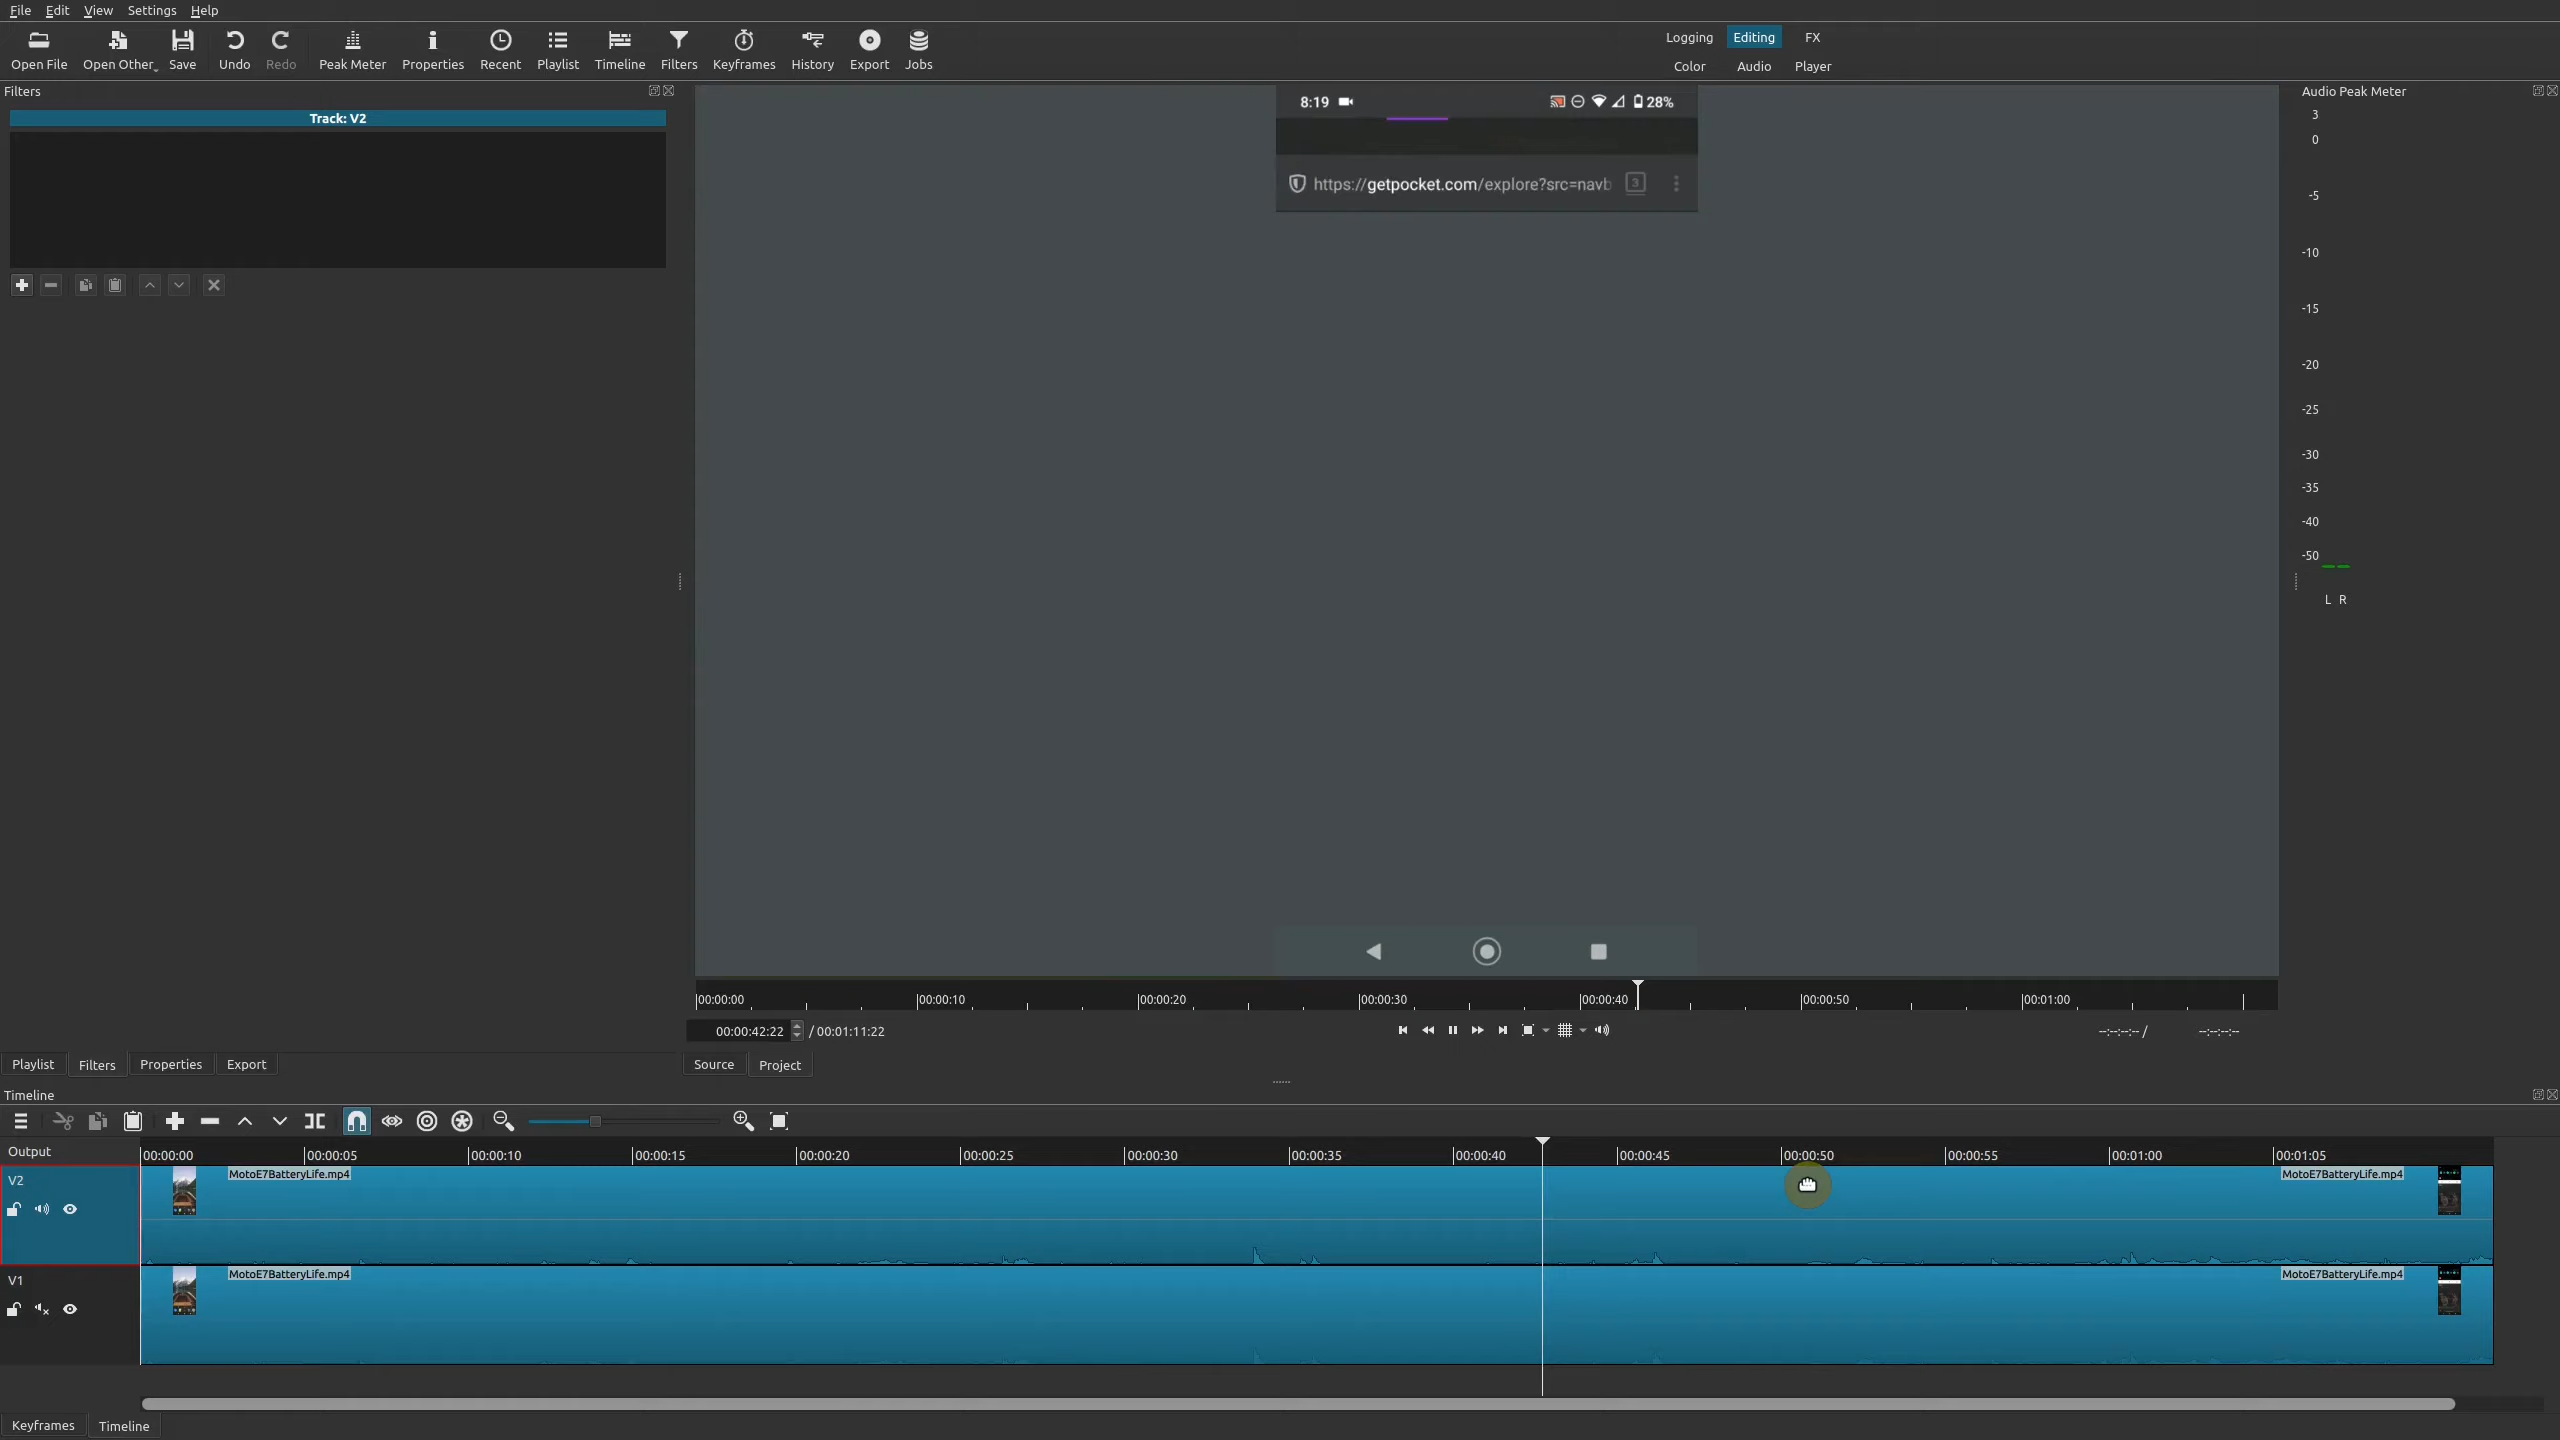 File Edit View Settings Help
Open File Open Other Save Undo Redo Peak Meter Properties Recent Playlist Timeline Filters Keyframes History Export Jobs
Logging Editing FX
Color Audio Player
Filters
Track: V2
8:19 28%
https://getpocket.com/explore?src=navb 3
Audio Peak Meter
3
0
-5
-10
-15
-20
-25
-30
-35
-40
-50
L R
00:00:00 00:00:10 00:00:20 00:00:30 00:00:40 00:00:50 00:01:00
00:00:42:22 / 00:01:11:22 --:--:--:-- / --:--:--:--
Playlist Filters Properties Export Source Project
Timeline
Output 00:00:00 00:00:05 00:00:10 00:00:15 00:00:20 00:00:25 00:00:30 00:00:35 00:00:40 00:00:45 00:00:50 00:00:55 00:01:00 00:01:05
V2 MotoE7BatteryLife.mp4 MotoE7BatteryLife.mp4
V1 MotoE7BatteryLife.mp4 MotoE7BatteryLife.mp4
Keyframes Timeline